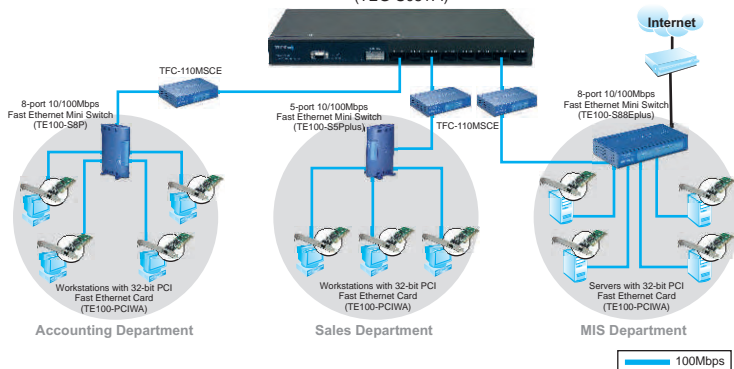 Internet
TFC-110MSCE
8-port 10/100Mbps
Fast Ethernet Mini Switch
(TE100-S8P)
5-port 10/100Mbps
Fast Ethernet Mini Switch
(TE100-S5Pplus)
TFC-110MSCE
8-port 10/100Mbps
Fast Ethernet Mini Switch
(TE100-S88Eplus)
Workstations with 32-bit PCI
Fast Ethernet Card
(TE100-PCIWA)
Accounting Department
Workstations with 32-bit PCI
Fast Ethernet Card
(TE100-PCIWA)
Sales Department
Servers with 32-bit PCI
Fast Ethernet Card
(TE100-PCIWA)
MIS Department
100Mbps